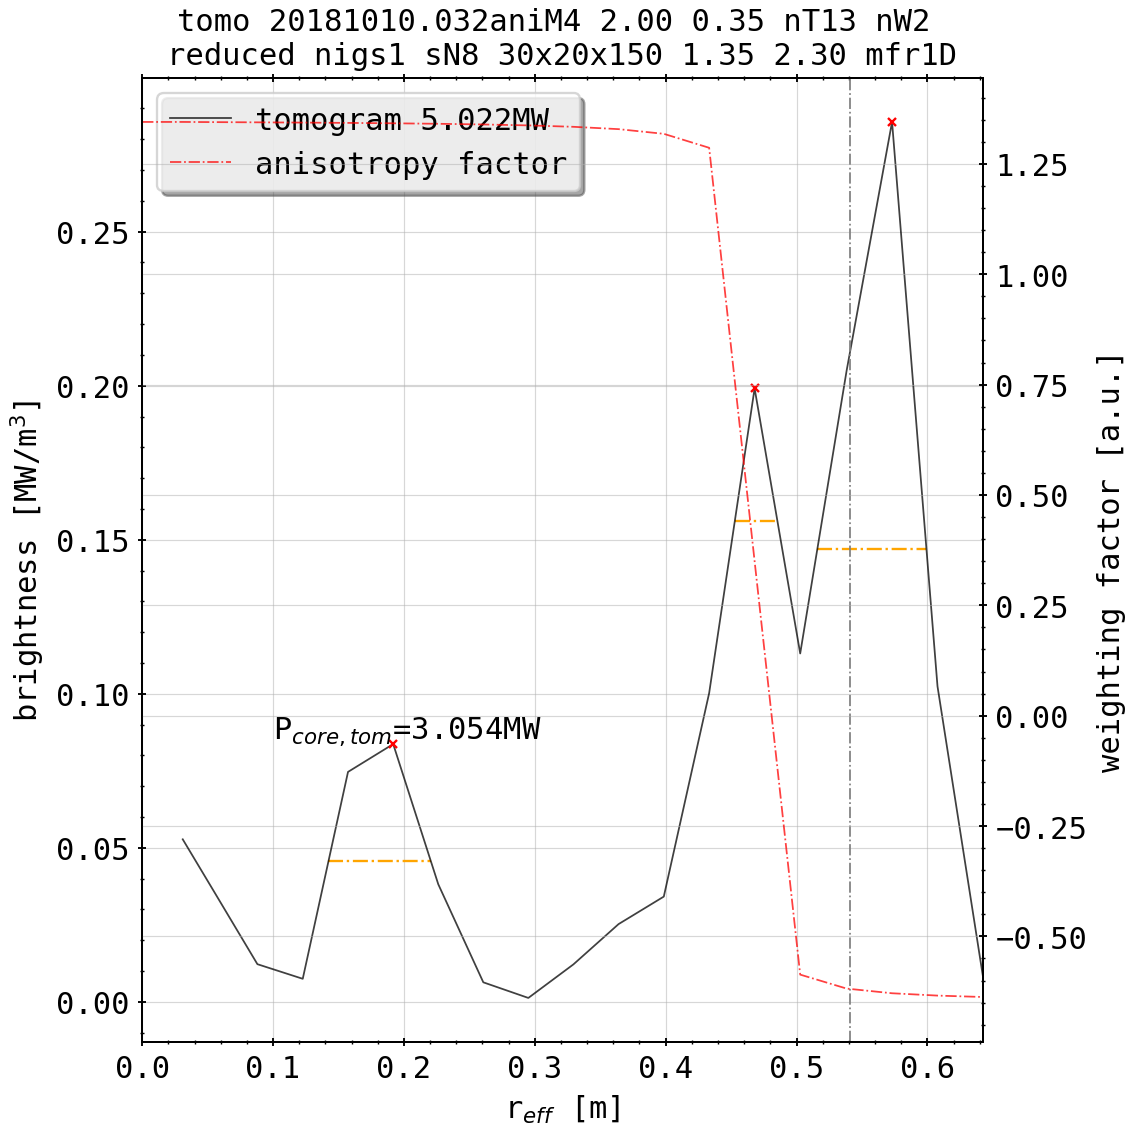 tomo 20181010.032aniM4 2.00 0.35 nT13 nW2
reduced nigs1 sN8 30x20x150 1.35 2.30 mfr1D
tomogram 5.022MW
anisotropy factor
brightness [MW/m³]
0.25
0.20
0.15
0.10
0.05
0.00
P_core,tom=3.054MW
1.25
1.00
0.75
0.50
0.25
0.00
−0.25
−0.50
weighting factor [a.u.]
0.0 0.1 0.2 0.3 0.4 0.5 0.6
r_eff [m]